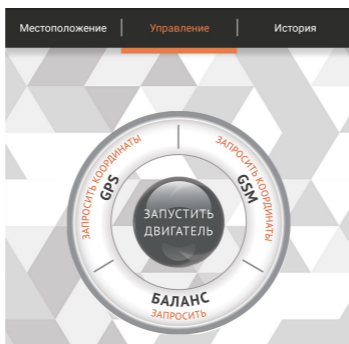 Местоположение
Управление
История
ЗАПРОСИТЬ КООРДИНАТЫ
GPS
ЗАПРОСИТЬ КООРДИНАТЫ
GSM
ЗАПУСТИТЬ
ДВИГАТЕЛЬ
БАЛАНС
ЗАПРОСИТЬ